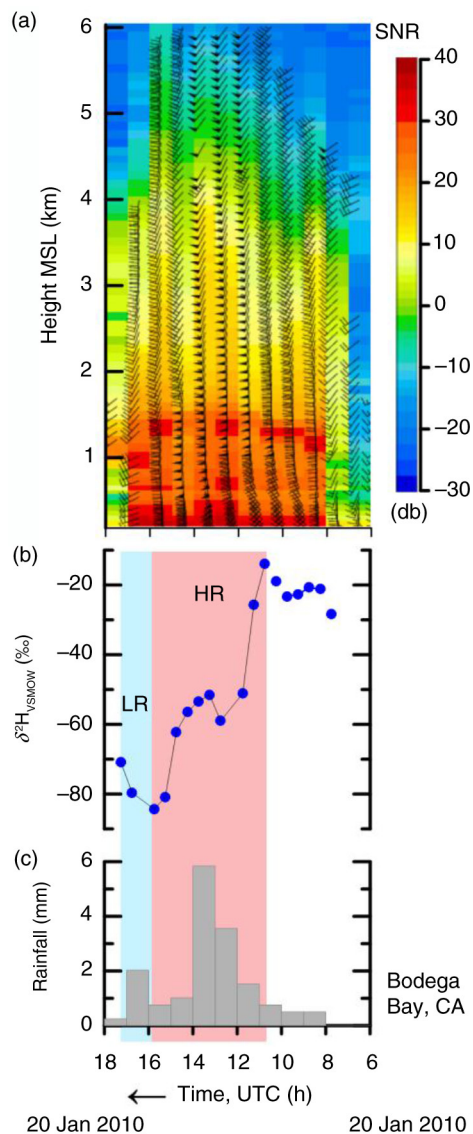 (a)
SNR
6
5
4
3
2
1
Height MSL (km)
40
30
20
10
0
−10
−20
−30
(db)
(b)
−20
−40
−60
−80
δ²H_VSMOW (‰)
HR
LR
(c)
6
4
2
0
Rainfall (mm)
Bodega
Bay, CA
18 16 14 12 10 8 6
← Time, UTC (h)
20 Jan 2010 20 Jan 2010